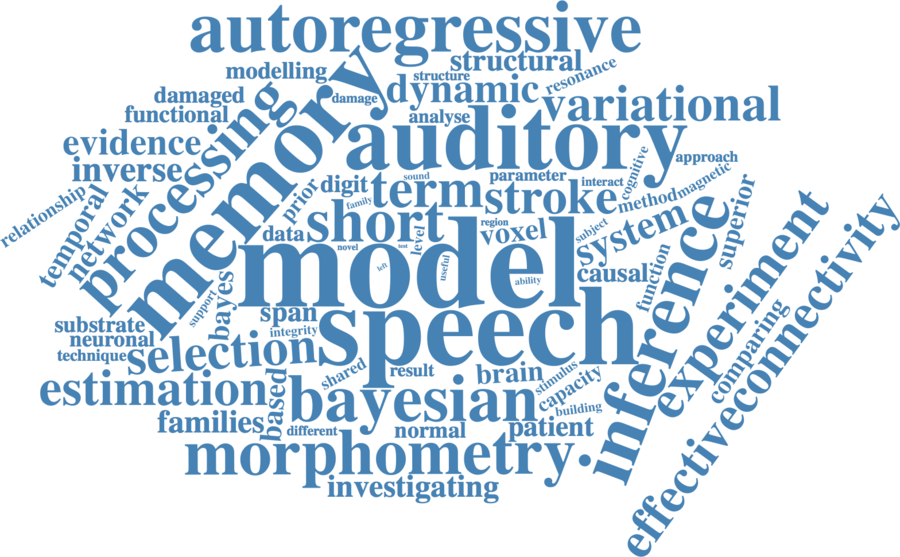 autoregressive
modelling
structural
structure
resonance
damaged
damage
dynamic
variational
functional
analyse
evidence
processing
memory
auditory
inverse
relationship
temporal
network
prior
digit
family
sound
term
parameter
interact
cognitive
approach
stroke
method
magnetic
short
data
novel
test
level
region
voxel
subject
system
superior
model
left
useful
ability
causal
function
inference
experiment
effective
connectivity
comparing
support
bayes
span
integrity
speech
substrate
neuronal
technique
selection
shared
result
brain
stimulus
capacity
building
estimation
based
bayesian
families
different
normal
patient
morphometry
investigating